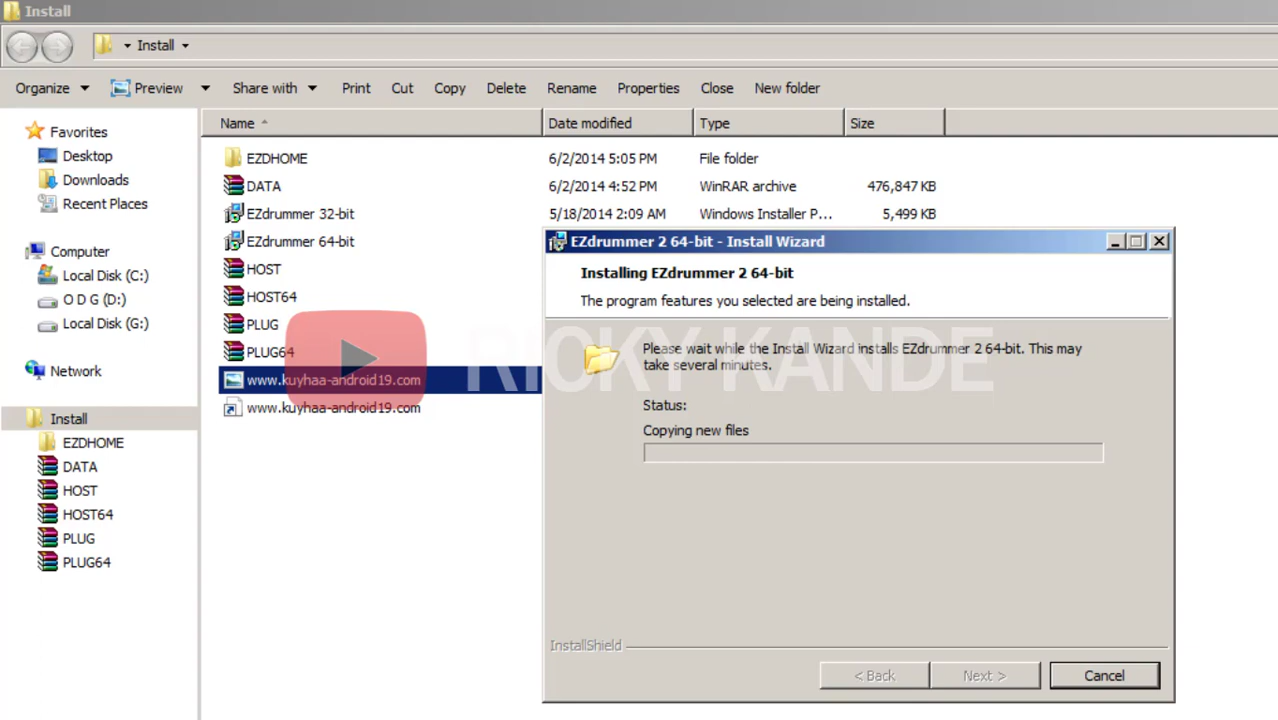 Install
Install
Organize Preview Share with Print Cut Copy Delete Rename Properties Close New folder
Favorites
Desktop
Downloads
Recent Places
Computer
Local Disk (C:)
O D G (D:)
Local Disk (G:)
Network
Install
EZDHOME
DATA
HOST
HOST64
PLUG
PLUG64
Name Date modified Type Size
EZDHOME 6/2/2014 5:05 PM File folder
DATA 6/2/2014 4:52 PM WinRAR archive 476,847 KB
EZdrummer 32-bit 5/18/2014 2:09 AM Windows Installer P... 5,499 KB
EZdrummer 64-bit
HOST
HOST64
PLUG
PLUG64
www.kuyhaa-android19.com
www.kuyhaa-android19.com
EZdrummer 2 64-bit - Install Wizard
Installing EZdrummer 2 64-bit
The program features you selected are being installed.
Please wait while the Install Wizard installs EZdrummer 2 64-bit. This may
take several minutes.
RICKY KANDE
Status:
Copying new files
InstallShield
< Back Next > Cancel